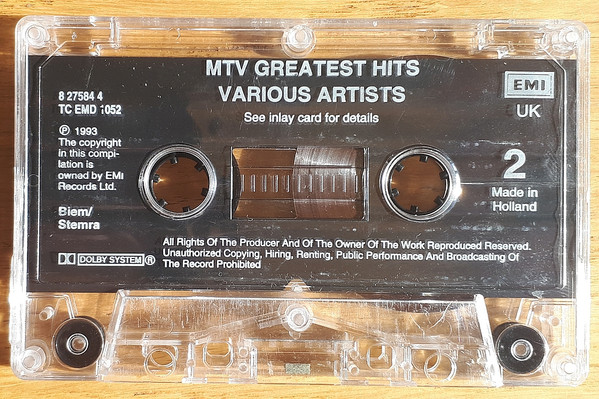 MTV GREATEST HITS
VARIOUS ARTISTS
See inlay card for details
8 27584 4
TC EMD 1052
℗ 1993
The copyright
in this compi-
lation is
owned by EMI
Records Ltd.
Biem/
Stemra
EMI
UK
2
Made in
Holland
DOLBY SYSTEM®
All Rights Of The Producer And Of The Owner Of The Work Reproduced Reserved.
Unauthorized Copying, Hiring, Renting, Public Performance And Broadcasting Of
The Record Prohibited